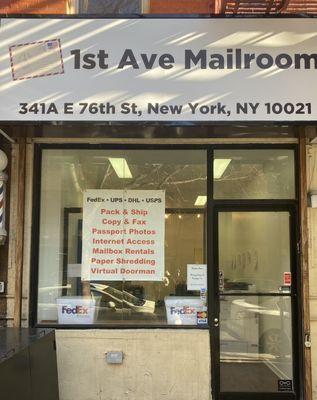 1st Ave Mailroom
341A E 76th St, New York, NY 10021
FedEx • UPS • DHL • USPS
Pack & Ship
Copy & Fax
Passport Photos
Internet Access
Mailbox Rentals
Paper Shredding
Virtual Doorman
FedEx
FedEx
VISA